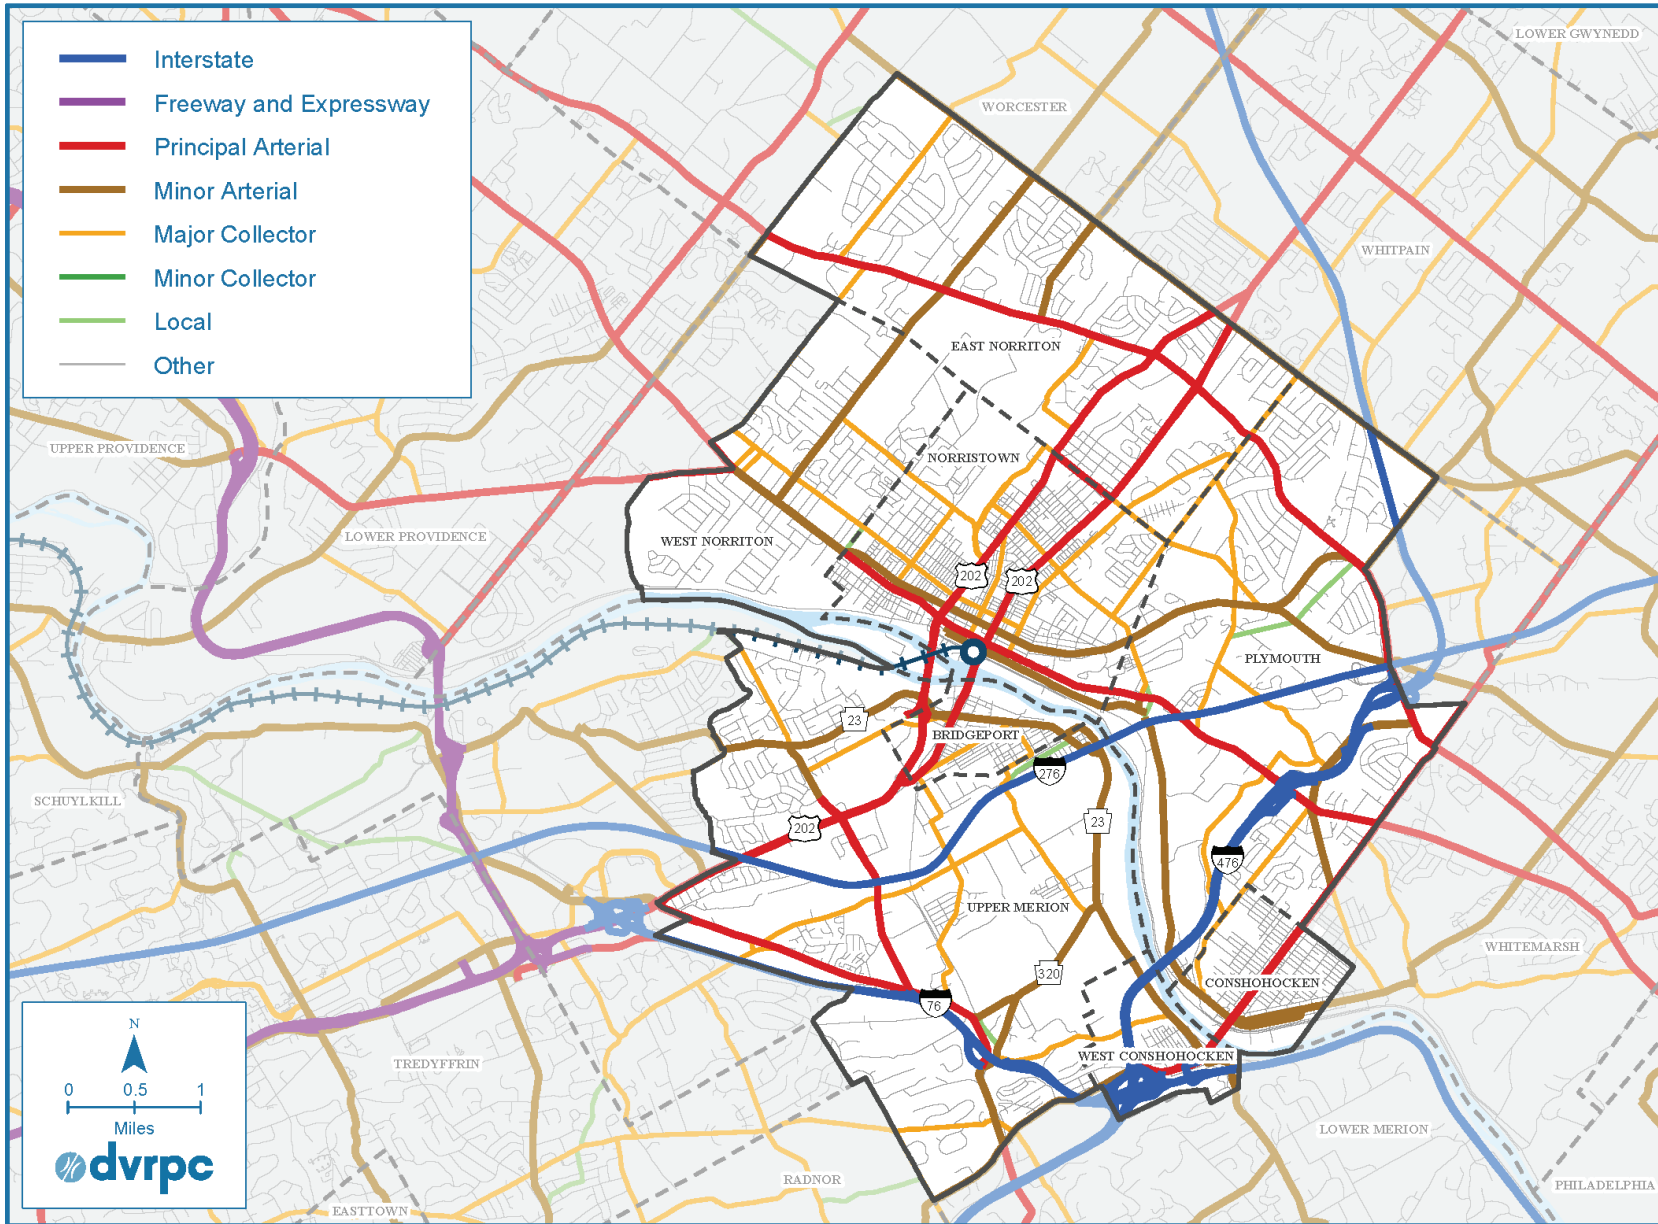 Interstate
Freeway and Expressway
Principal Arterial
Minor Arterial
Major Collector
Minor Collector
Local
Other
LOWER GWYNEDD
WORCESTER
WHITPAIN
EAST NORRITON
UPPER PROVIDENCE
NORRISTOWN
LOWER PROVIDENCE
WEST NORRITON
202
202
PLYMOUTH
23
BRIDGEPORT
276
SCHUYLKILL
202
23
476
UPPER MERION
WHITEMARSH
320
CONSHOHOCKEN
76
WEST CONSHOHOCKEN
TREDYFFRIN
LOWER MERION
RADNOR
PHILADELPHIA
EASTTOWN
N
0 0.5 1
Miles
dvrpc